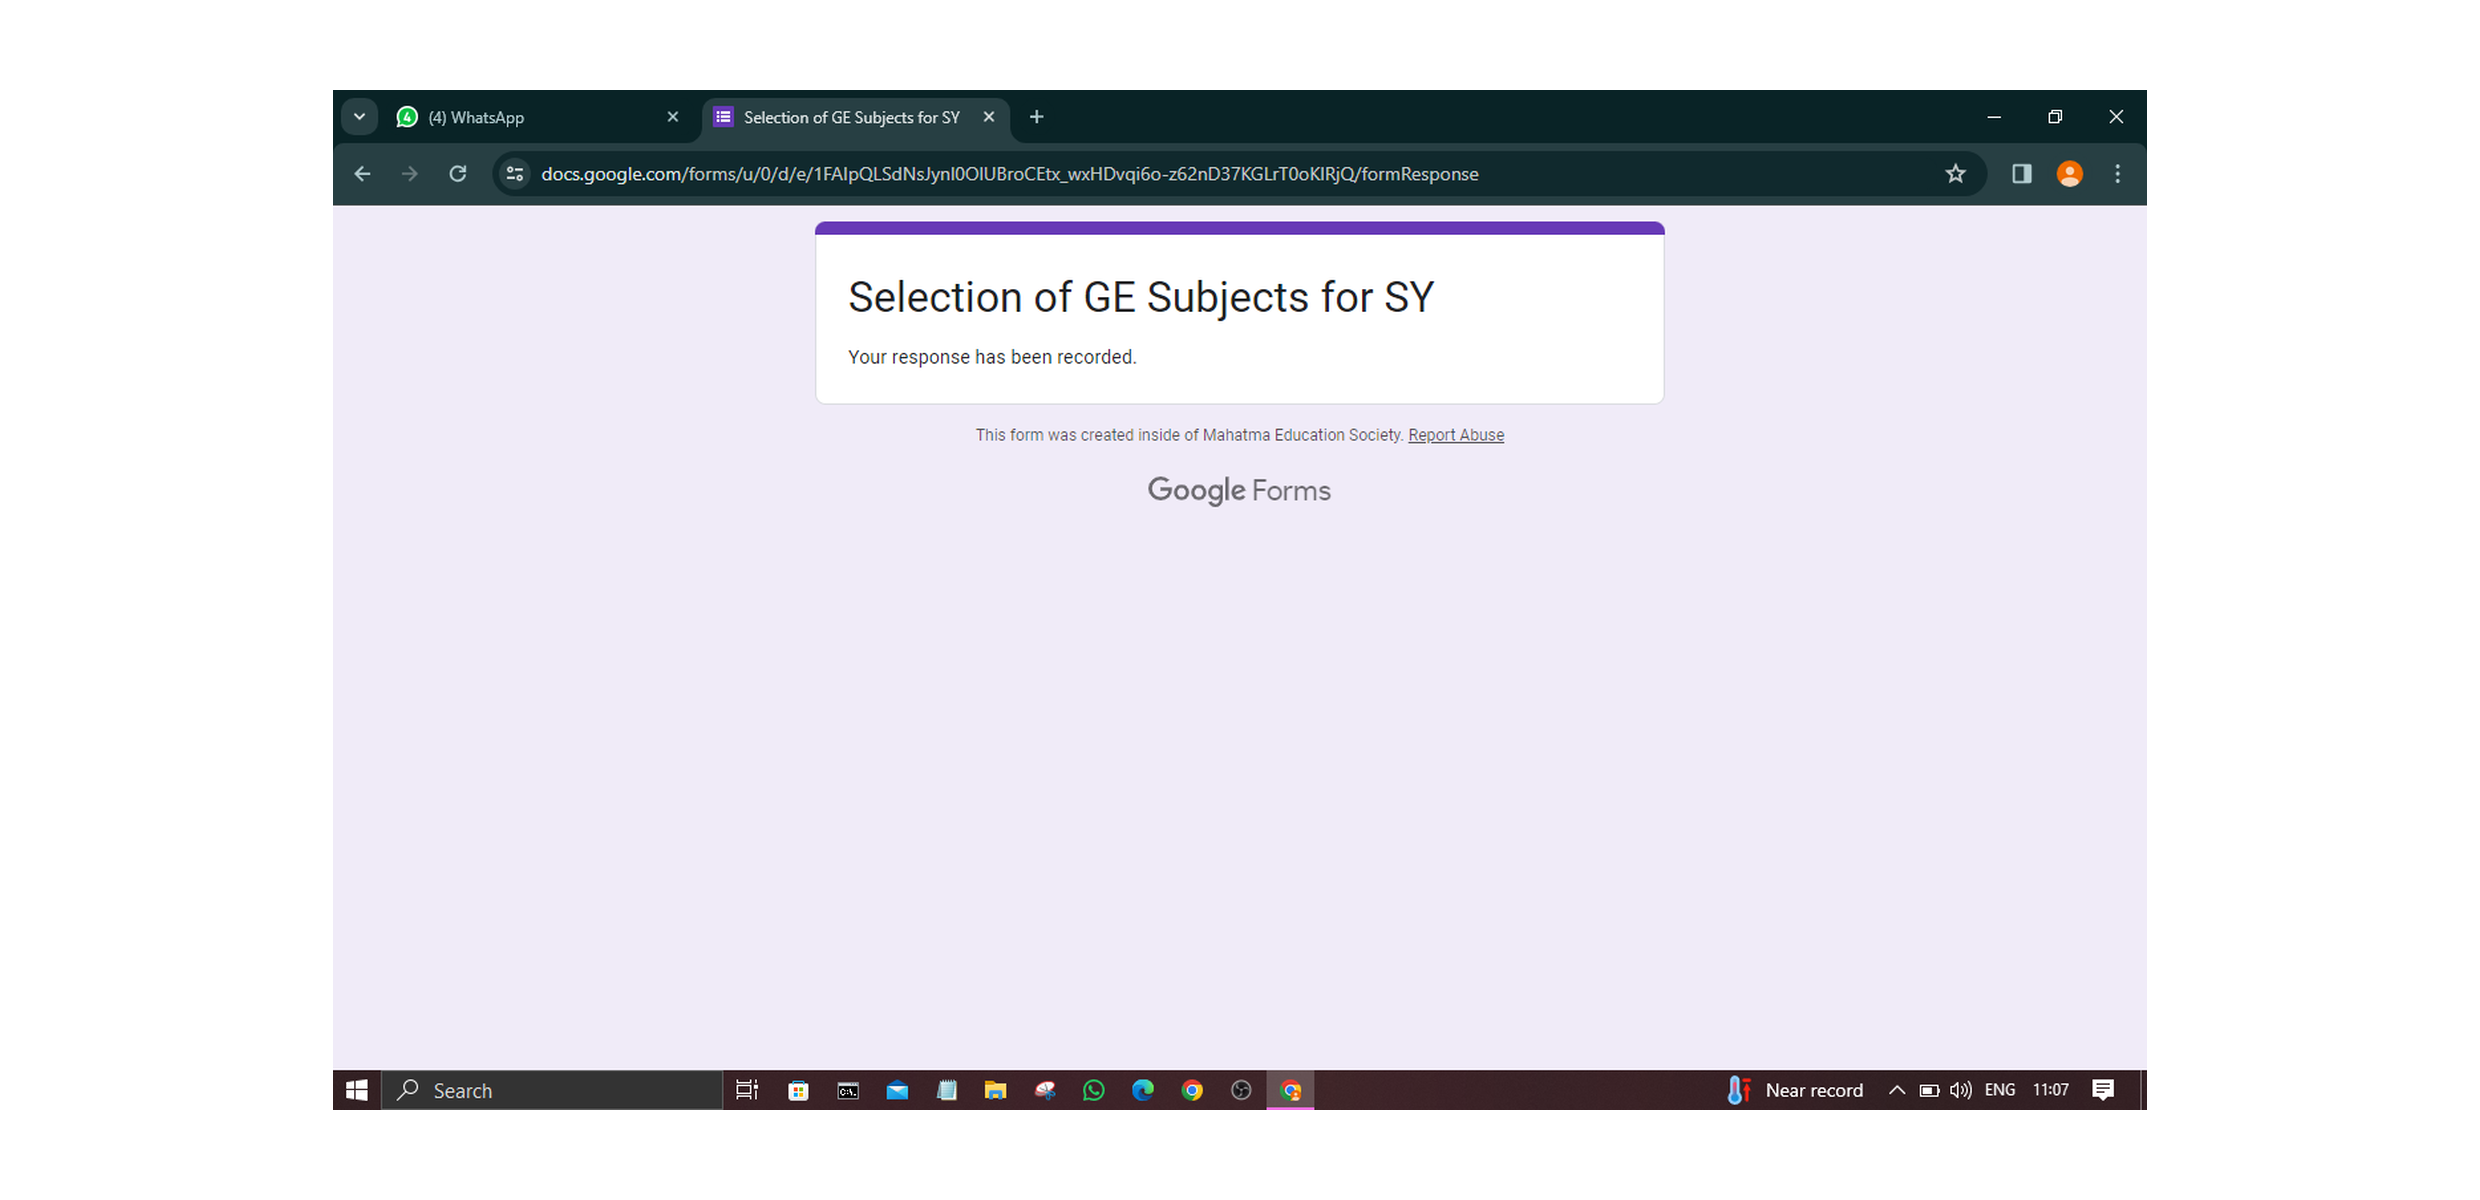 (4) WhatsApp
Selection of GE Subjects for SY
docs.google.com/forms/u/0/d/e/1FAIpQLSdNsJynI0OIUBroCEtx_wxHDvqi6o-z62nD37KGLrT0oKIRjQ/formResponse
Selection of GE Subjects for SY
Your response has been recorded.
This form was created inside of Mahatma Education Society. Report Abuse
Google Forms
Search
Near record
ENG
11:07